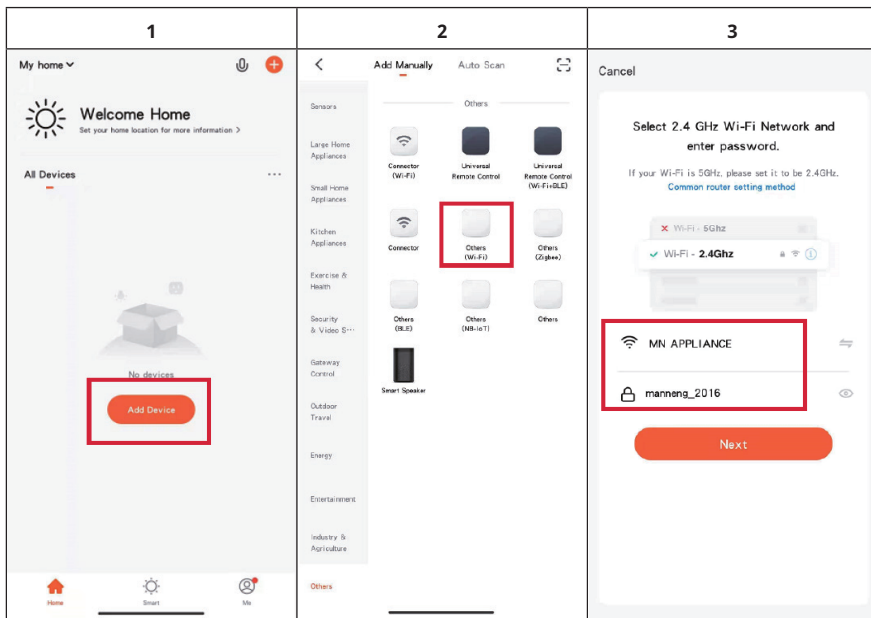 1
2
3
My home
Welcome Home
Set your home location for more information >
All Devices
...
No devices
Add Device
Home
Smart
Me
Add Manually
Auto Scan
Sensors
Large Home
Appliances
Small Home
Appliances
Kitchen
Appliances
Exercise &
Health
Security
& Video S...
Gateway
Control
Outdoor
Travel
Energy
Entertainment
Industry &
Agriculture
Others
Others
Connector
(Wi-Fi)
Universal
Remote Control
Universal
Remote Control
(Wi-Fi+BLE)
Connector
Others
(Wi-Fi)
Others
(Zigbee)
Others
(BLE)
Others
(NB-IoT)
Others
Smart Speaker
Cancel
Select 2.4 GHz Wi-Fi Network and
enter password.
If your Wi-Fi is 5GHz, please set it to be 2.4GHz.
Common router setting method
Wi-Fi - 5Ghz
Wi-Fi - 2.4Ghz
MN APPLIANCE
manneng_2016
Next